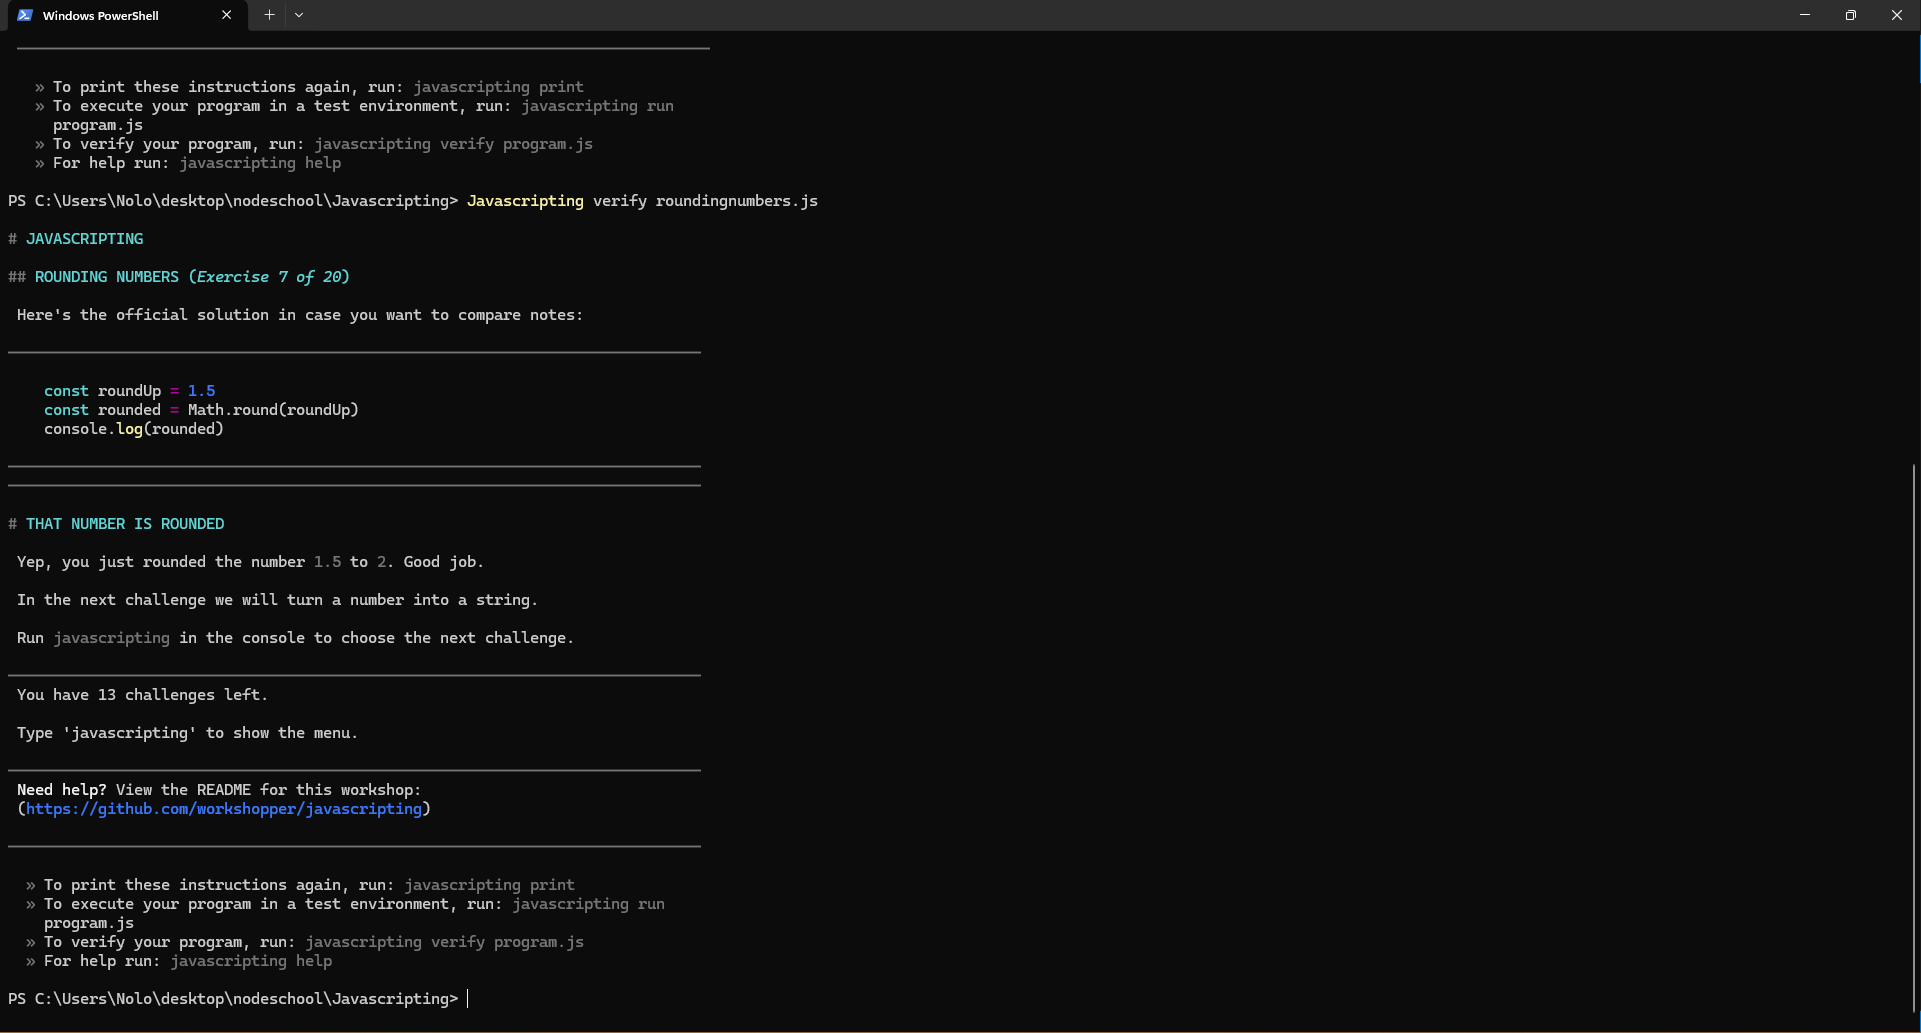 Windows PowerShell
» To print these instructions again, run: javascripting print
» To execute your program in a test environment, run: javascripting run
program.js
» To verify your program, run: javascripting verify program.js
» For help run: javascripting help
PS C:\Users\Nolo\desktop\nodeschool\Javascripting> Javascripting verify roundingnumbers.js
# JAVASCRIPTING
## ROUNDING NUMBERS (Exercise 7 of 20)
Here's the official solution in case you want to compare notes:
const roundUp = 1.5
const rounded = Math.round(roundUp)
console.log(rounded)
# THAT NUMBER IS ROUNDED
Yep, you just rounded the number 1.5 to 2. Good job.
In the next challenge we will turn a number into a string.
Run javascripting in the console to choose the next challenge.
You have 13 challenges left.
Type 'javascripting' to show the menu.
Need help? View the README for this workshop:
(https://github.com/workshopper/javascripting)
» To print these instructions again, run: javascripting print
» To execute your program in a test environment, run: javascripting run
program.js
» To verify your program, run: javascripting verify program.js
» For help run: javascripting help
PS C:\Users\Nolo\desktop\nodeschool\Javascripting>